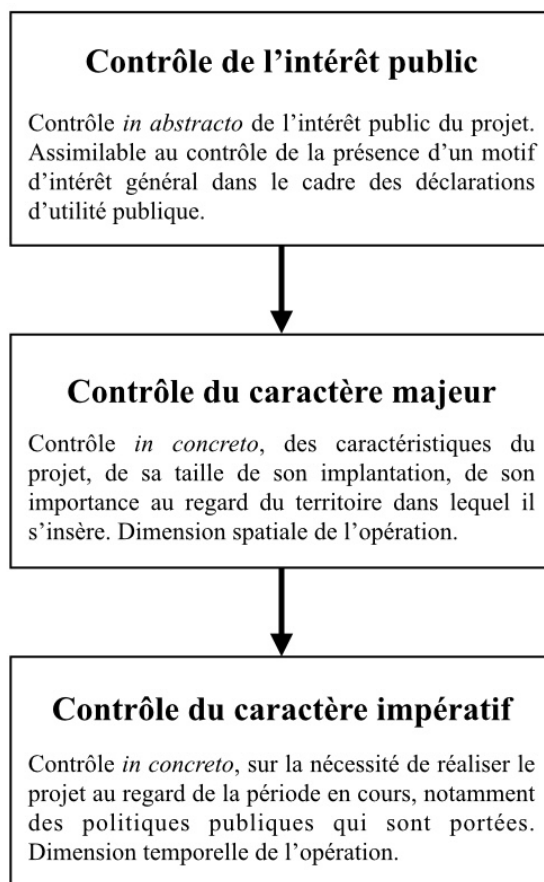 Contrôle de l’intérêt public
Contrôle in abstracto de l’intérêt public du projet.
Assimilable au contrôle de la présence d’un motif
d’intérêt général dans le cadre des déclarations
d’utilité publique.
Contrôle du caractère majeur
Contrôle in concreto, des caractéristiques du
projet, de sa taille de son implantation, de son
importance au regard du territoire dans lequel il
s’insère. Dimension spatiale de l’opération.
Contrôle du caractère impératif
Contrôle in concreto, sur la nécessité de réaliser le
projet au regard de la période en cours, notamment
des politiques publiques qui sont portées.
Dimension temporelle de l’opération.